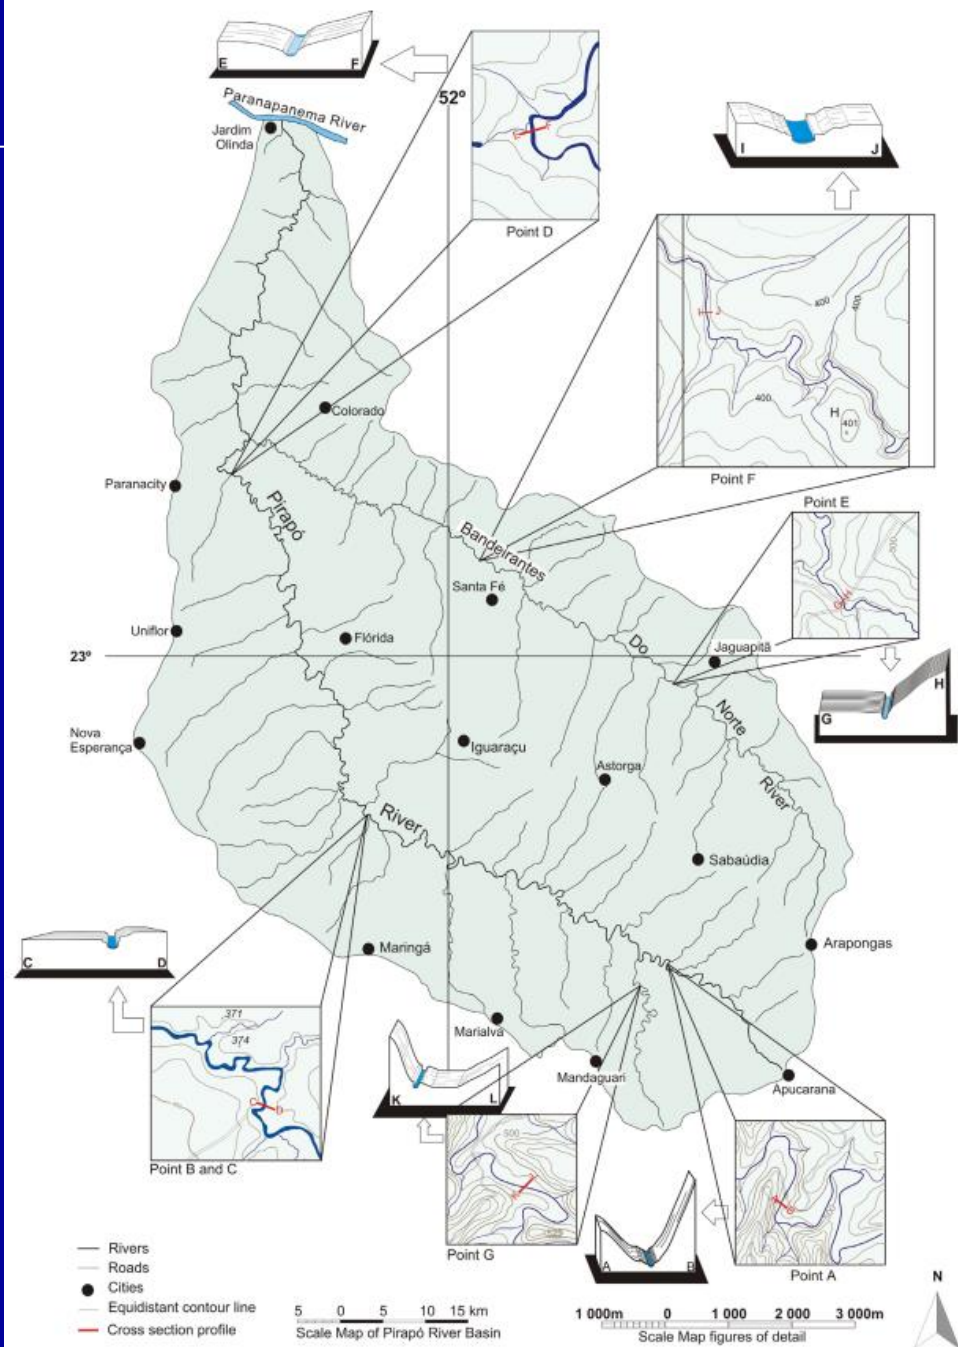 E F
52º
Paranapanema River
Jardim
Olinda
I J
Point D
J
400
400
400
H
401
Colorado
Point F
Paranacity
Point E
Pirapó
Bandeirantes
Santa Fé
Uniflor
Flórida
Do
Jaguapitã
23º
H
G
Norte
Nova
Esperança
Iguaraçu
Astorga
River
River
Sabaúdia
C D
Maringá
Arapongas
371
374
Marialva
Mandaguari
Apucarana
K L
C D
500
Point B and C
Point G
A B
Point A
Rivers
Roads
Cities
Equidistant contour line
Cross section profile
5 0 5 10 15 km
Scale Map of Pirapó River Basin
1 000m 0 1 000 2 000 3 000m
Scale Map figures of detail
N